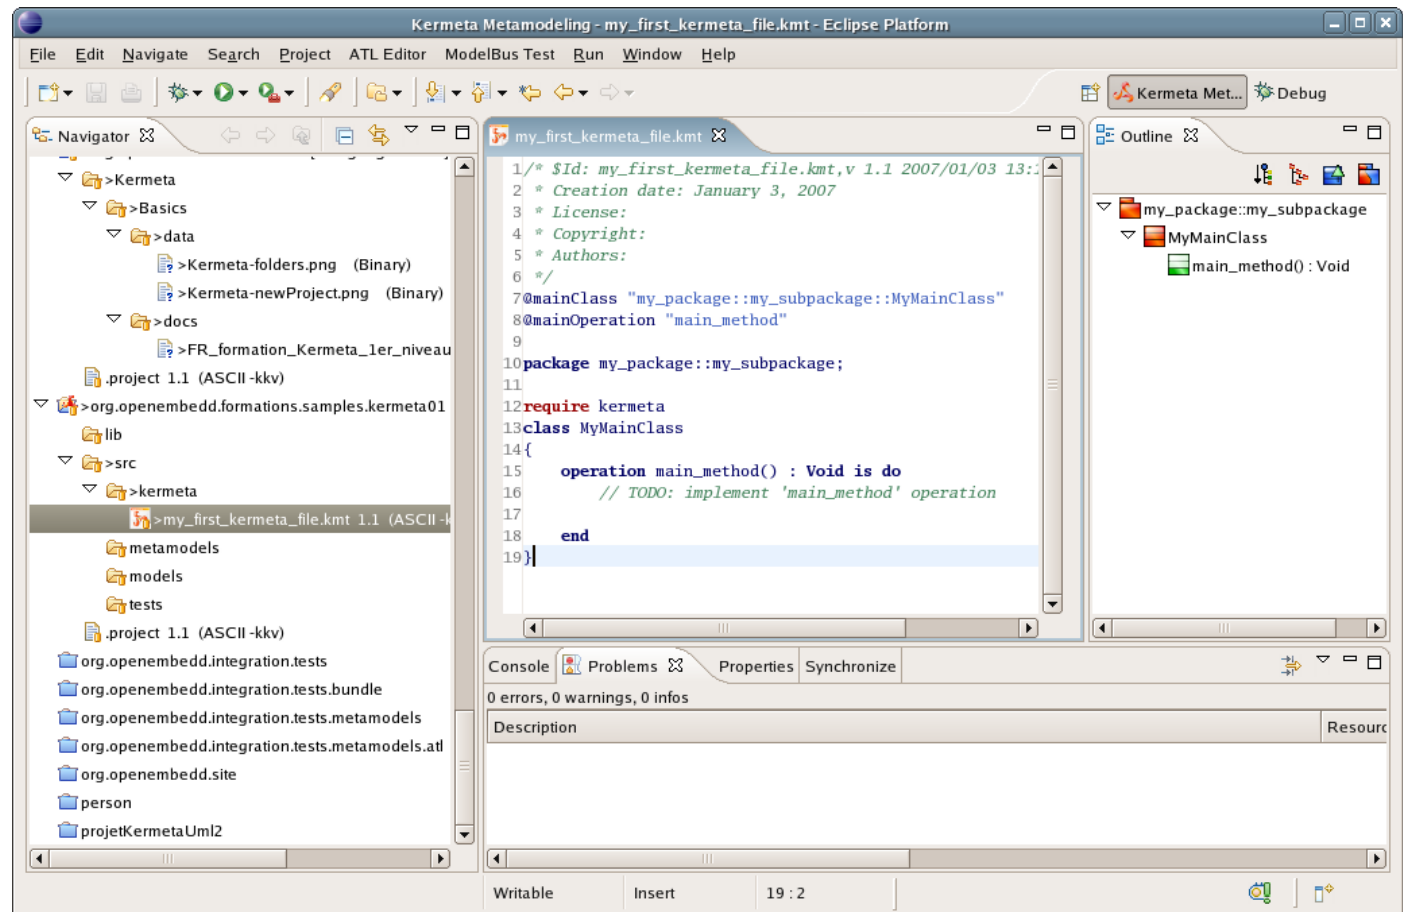 Kermeta Metamodeling - my_first_kermeta_file.kmt - Eclipse Platform
File Edit Navigate Search Project ATL Editor ModelBus Test Run Window Help
Kermeta Met... Debug
Navigator
>Kermeta
>Basics
>data
>Kermeta-folders.png (Binary)
>Kermeta-newProject.png (Binary)
>docs
>FR_formation_Kermeta_1er_niveau
.project 1.1 (ASCII -kkv)
>org.openembedd.formations.samples.kermeta01
lib
>src
>kermeta
>my_first_kermeta_file.kmt 1.1 (ASCII -k
metamodels
models
tests
.project 1.1 (ASCII -kkv)
org.openembedd.integration.tests
org.openembedd.integration.tests.bundle
org.openembedd.integration.tests.metamodels
org.openembedd.integration.tests.metamodels.atl
org.openembedd.site
person
projetKermetaUml2
my_first_kermeta_file.kmt
1 /* $Id: my_first_kermeta_file.kmt,v 1.1 2007/01/03 13:1
2 * Creation date: January 3, 2007
3 * License:
4 * Copyright:
5 * Authors:
6 */
7 @mainClass "my_package::my_subpackage::MyMainClass"
8 @mainOperation "main_method"
9
10 package my_package::my_subpackage;
11
12 require kermeta
13 class MyMainClass
14 {
15 operation main_method() : Void is do
16 // TODO: implement 'main_method' operation
17
18 end
19 }
Outline
my_package::my_subpackage
MyMainClass
main_method() : Void
Console Problems Properties Synchronize
0 errors, 0 warnings, 0 infos
Description Resourc
Writable Insert 19 : 2